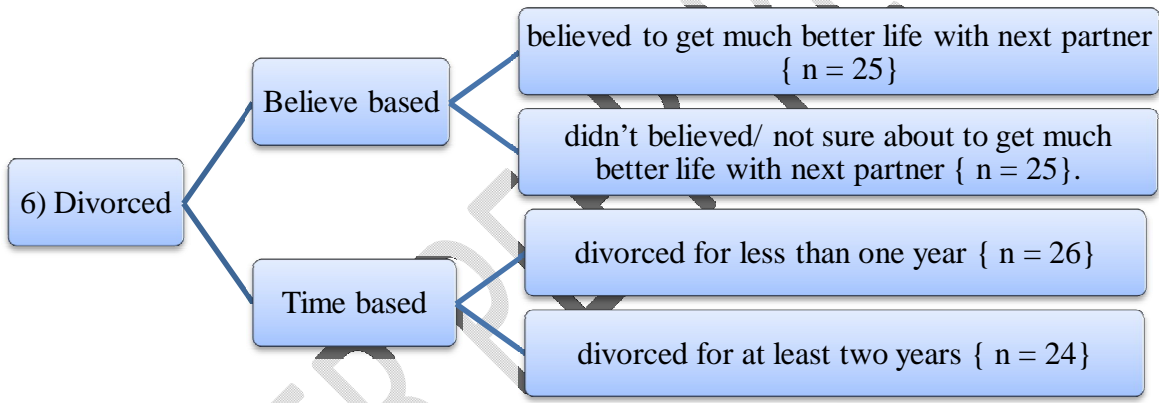 believed to get much better life with next partner
{ n = 25}
Believe based
didn't believed/ not sure about to get much
better life with next partner { n = 25}.
6) Divorced
divorced for less than one year { n = 26}
Time based
divorced for at least two years { n = 24}